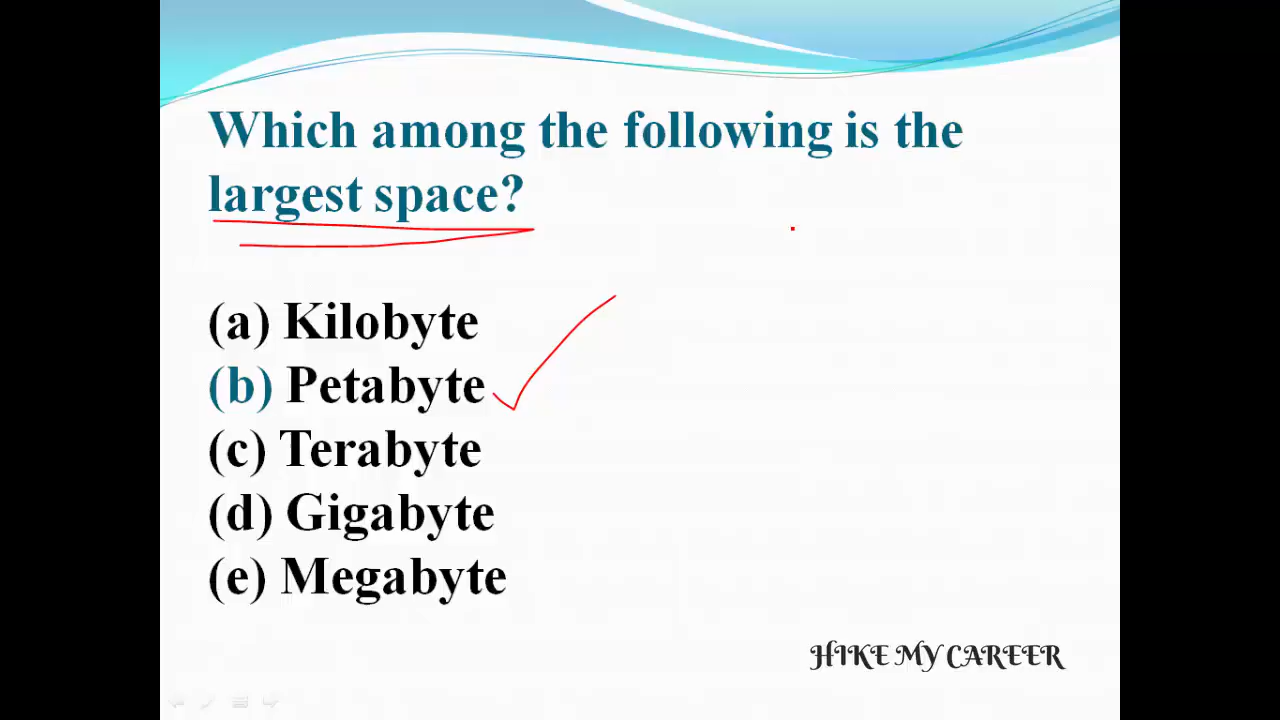 Which among the following is the
largest space?
(a) Kilobyte
(b) Petabyte
(c) Terabyte
(d) Gigabyte
(e) Megabyte
HIKE MY CAREER